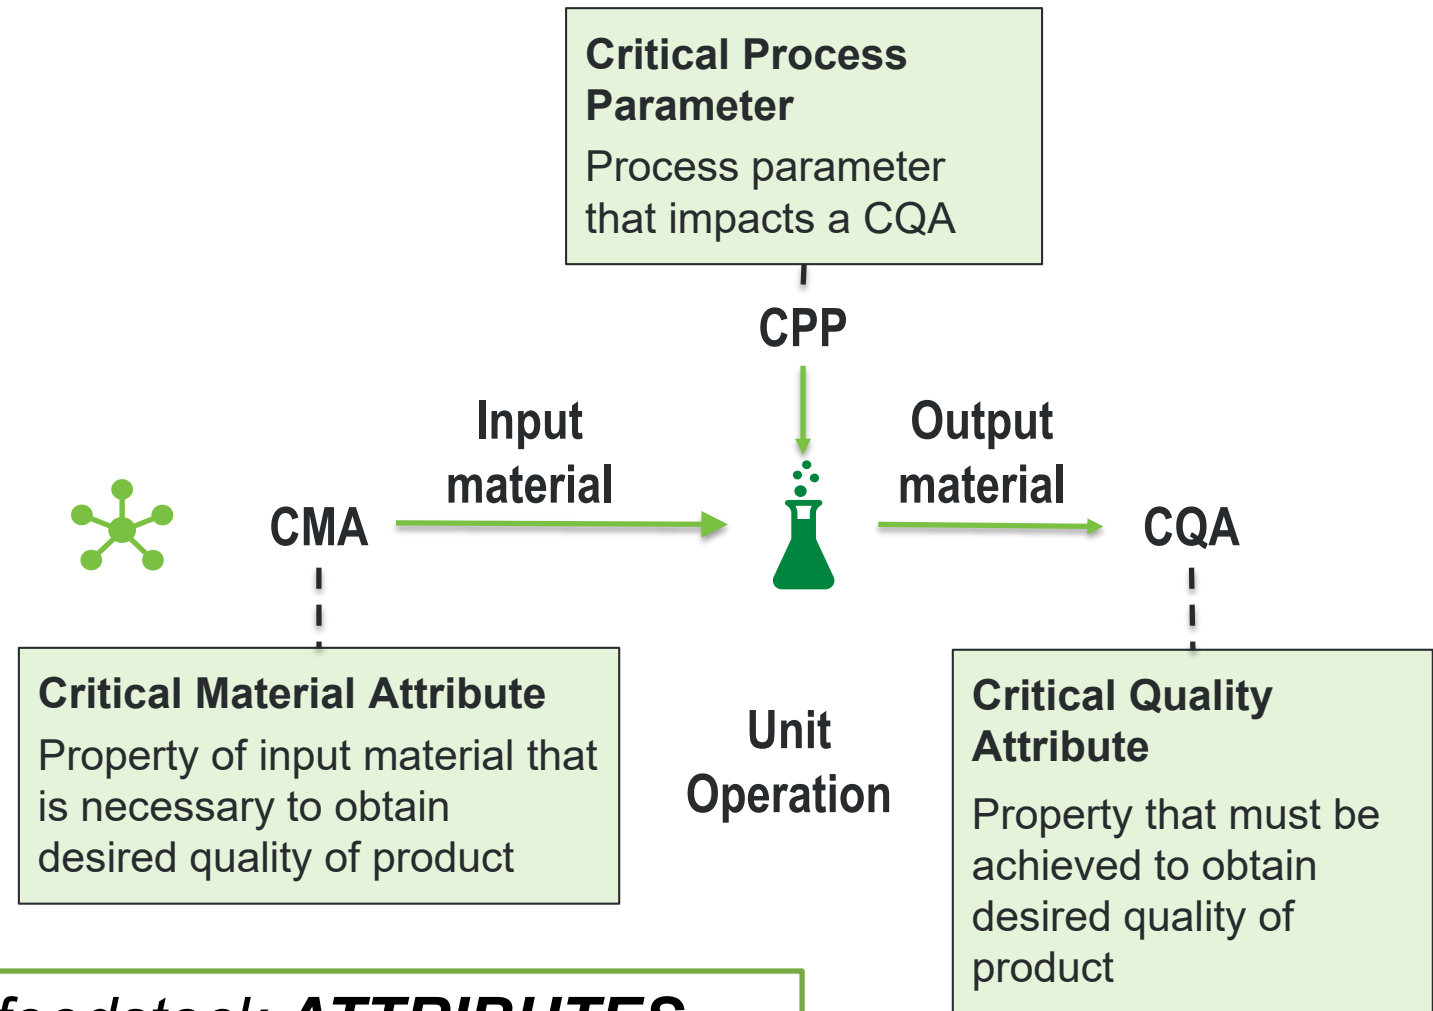 Critical Process
Parameter
Process parameter
that impacts a CQA
CPP
Input
material
Output
material
CMA
CQA
Critical Material Attribute
Property of input material that
is necessary to obtain
desired quality of product
Unit
Operation
Critical Quality
Attribute
Property that must be
achieved to obtain
desired quality of
product
feedstock ATTRIBUTES